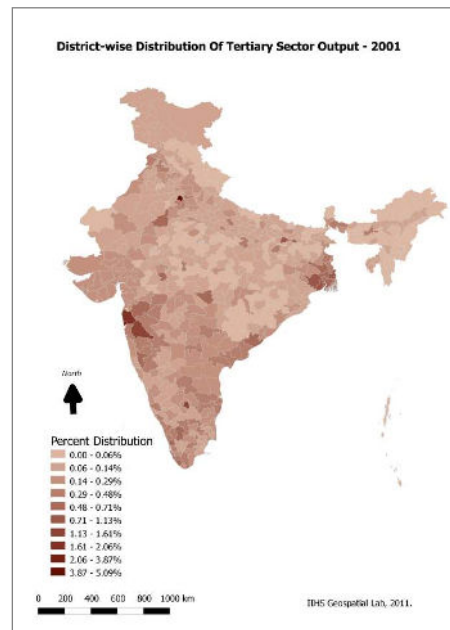 District-wise Distribution Of Tertiary Sector Output - 2001
North
Percent Distribution
0.00 - 0.06%
0.06 - 0.14%
0.14 - 0.29%
0.29 - 0.48%
0.48 - 0.71%
0.71 - 1.13%
1.13 - 1.61%
1.61 - 2.06%
2.06 - 3.87%
3.87 - 5.09%
0 200 400 600 800 1000 km
IIHS Geospatial Lab, 2011.